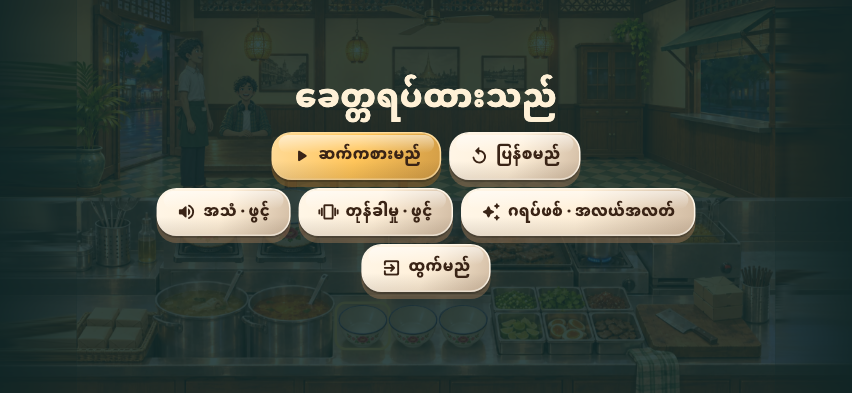 ခေတ္တရပ်ထားသည်
ဆက်ကစားမည်
ပြန်စမည်
အသံ · ဖွင့်
တုန်ခါမှု · ဖွင့်
ဂရပ်ဖစ် · အလယ်အလတ်
ထွက်မည်